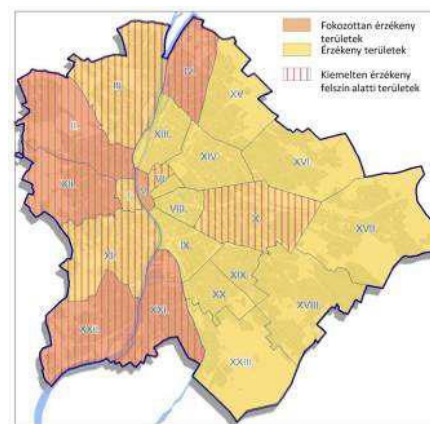 Fokozottan érzékeny
területek
Érzékeny területek
Kiemelten érzékeny
felszín alatti területek
IV.
III.
XV.
II.
XIII.
XIV.
XVI.
XII.
V.
VIII.
X.
XVII.
XI.
IX.
XIX.
XX.
XVIII.
XXII.
XXI.
XXIII.